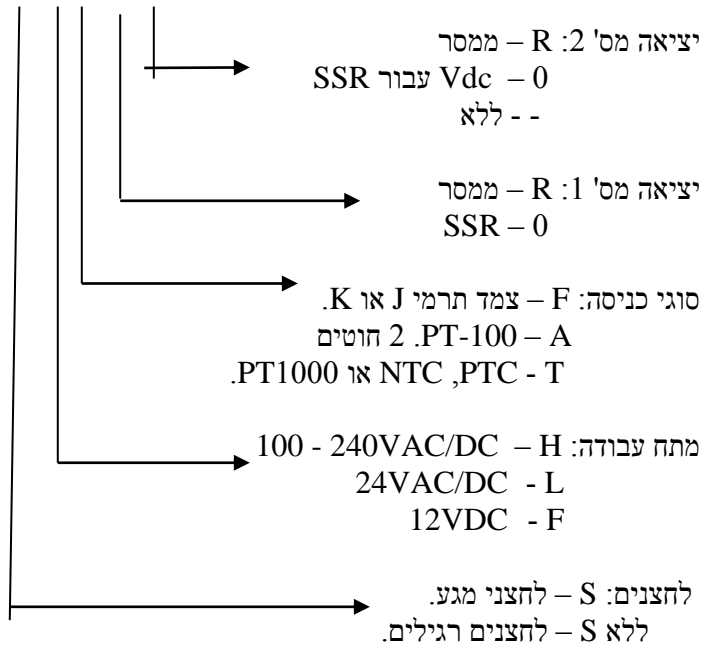 יציאה מס' 2: R – ממסר
0 – Vdc עבור SSR
- - ללא
יציאה מס' 1: R – ממסר
0 – SSR
סוגי כניסה: F – צמד תרמי J או K.
A – PT-100. 2 חוטים
T - PTC, NTC או PT1000.
מתח עבודה: H – 100 - 240VAC/DC
L - 24VAC/DC
F - 12VDC
לחצנים: S – לחצני מגע.
ללא S – לחצנים רגילים.